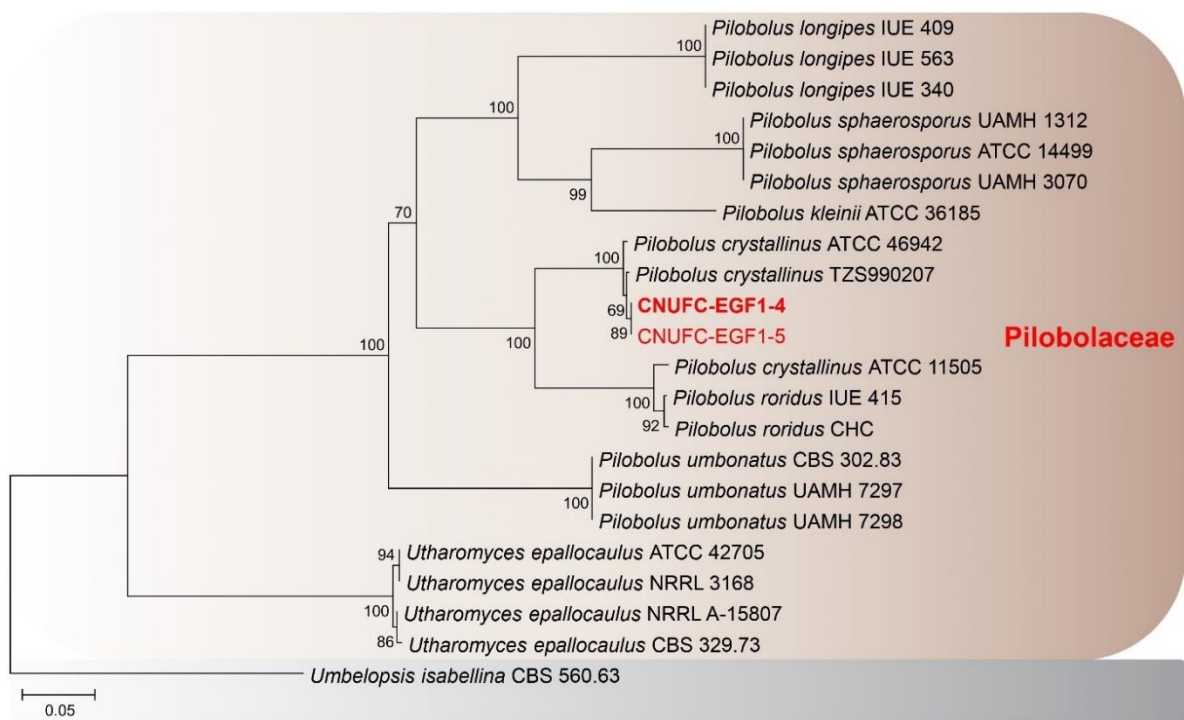 Pilobolus longipes IUE 409
100
Pilobolus longipes IUE 563
Pilobolus longipes IUE 340
100
Pilobolus sphaerosporus UAMH 1312
100
Pilobolus sphaerosporus ATCC 14499
Pilobolus sphaerosporus UAMH 3070
99
Pilobolus kleinii ATCC 36185
70
Pilobolus crystallinus ATCC 46942
100
Pilobolus crystallinus TZS990207
69
CNUFC-EGF1-4
89
CNUFC-EGF1-5
Pilobolaceae
100
100
Pilobolus crystallinus ATCC 11505
100
Pilobolus roridus IUE 415
92
Pilobolus roridus CHC
Pilobolus umbonatus CBS 302.83
Pilobolus umbonatus UAMH 7297
100
Pilobolus umbonatus UAMH 7298
94
Utharomyces epallocaulus ATCC 42705
Utharomyces epallocaulus NRRL 3168
100
Utharomyces epallocaulus NRRL A-15807
86
Utharomyces epallocaulus CBS 329.73
Umbelopsis isabellina CBS 560.63
0.05